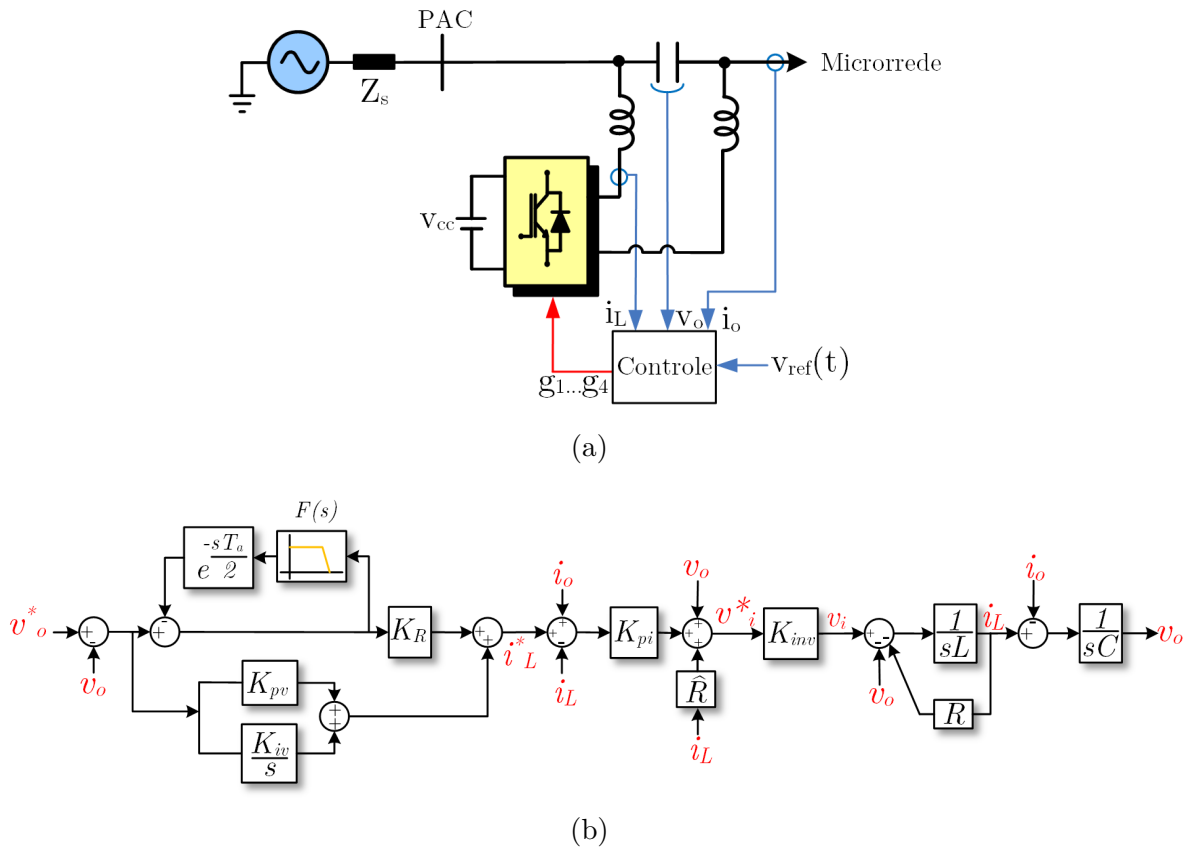 PAC
Z_s
Microrrede
v_cc
i_L
v_o
i_o
Controle
v_ref(t)
g_1...g_4
(a)
F(s)
e^(-sT_a/2)
v*_o
+
-
v_o
-
-
K_R
K_pv
K_iv/s
+
+
+
+
+
i*_L
i_o
+
+
-
i_L
K_pi
v_o
+
+
+
R̂
i_L
v*_i
K_inv
v_i
+
-
-
v_o
1/sL
i_L
R
i_o
+
-
1/sC
v_o
(b)